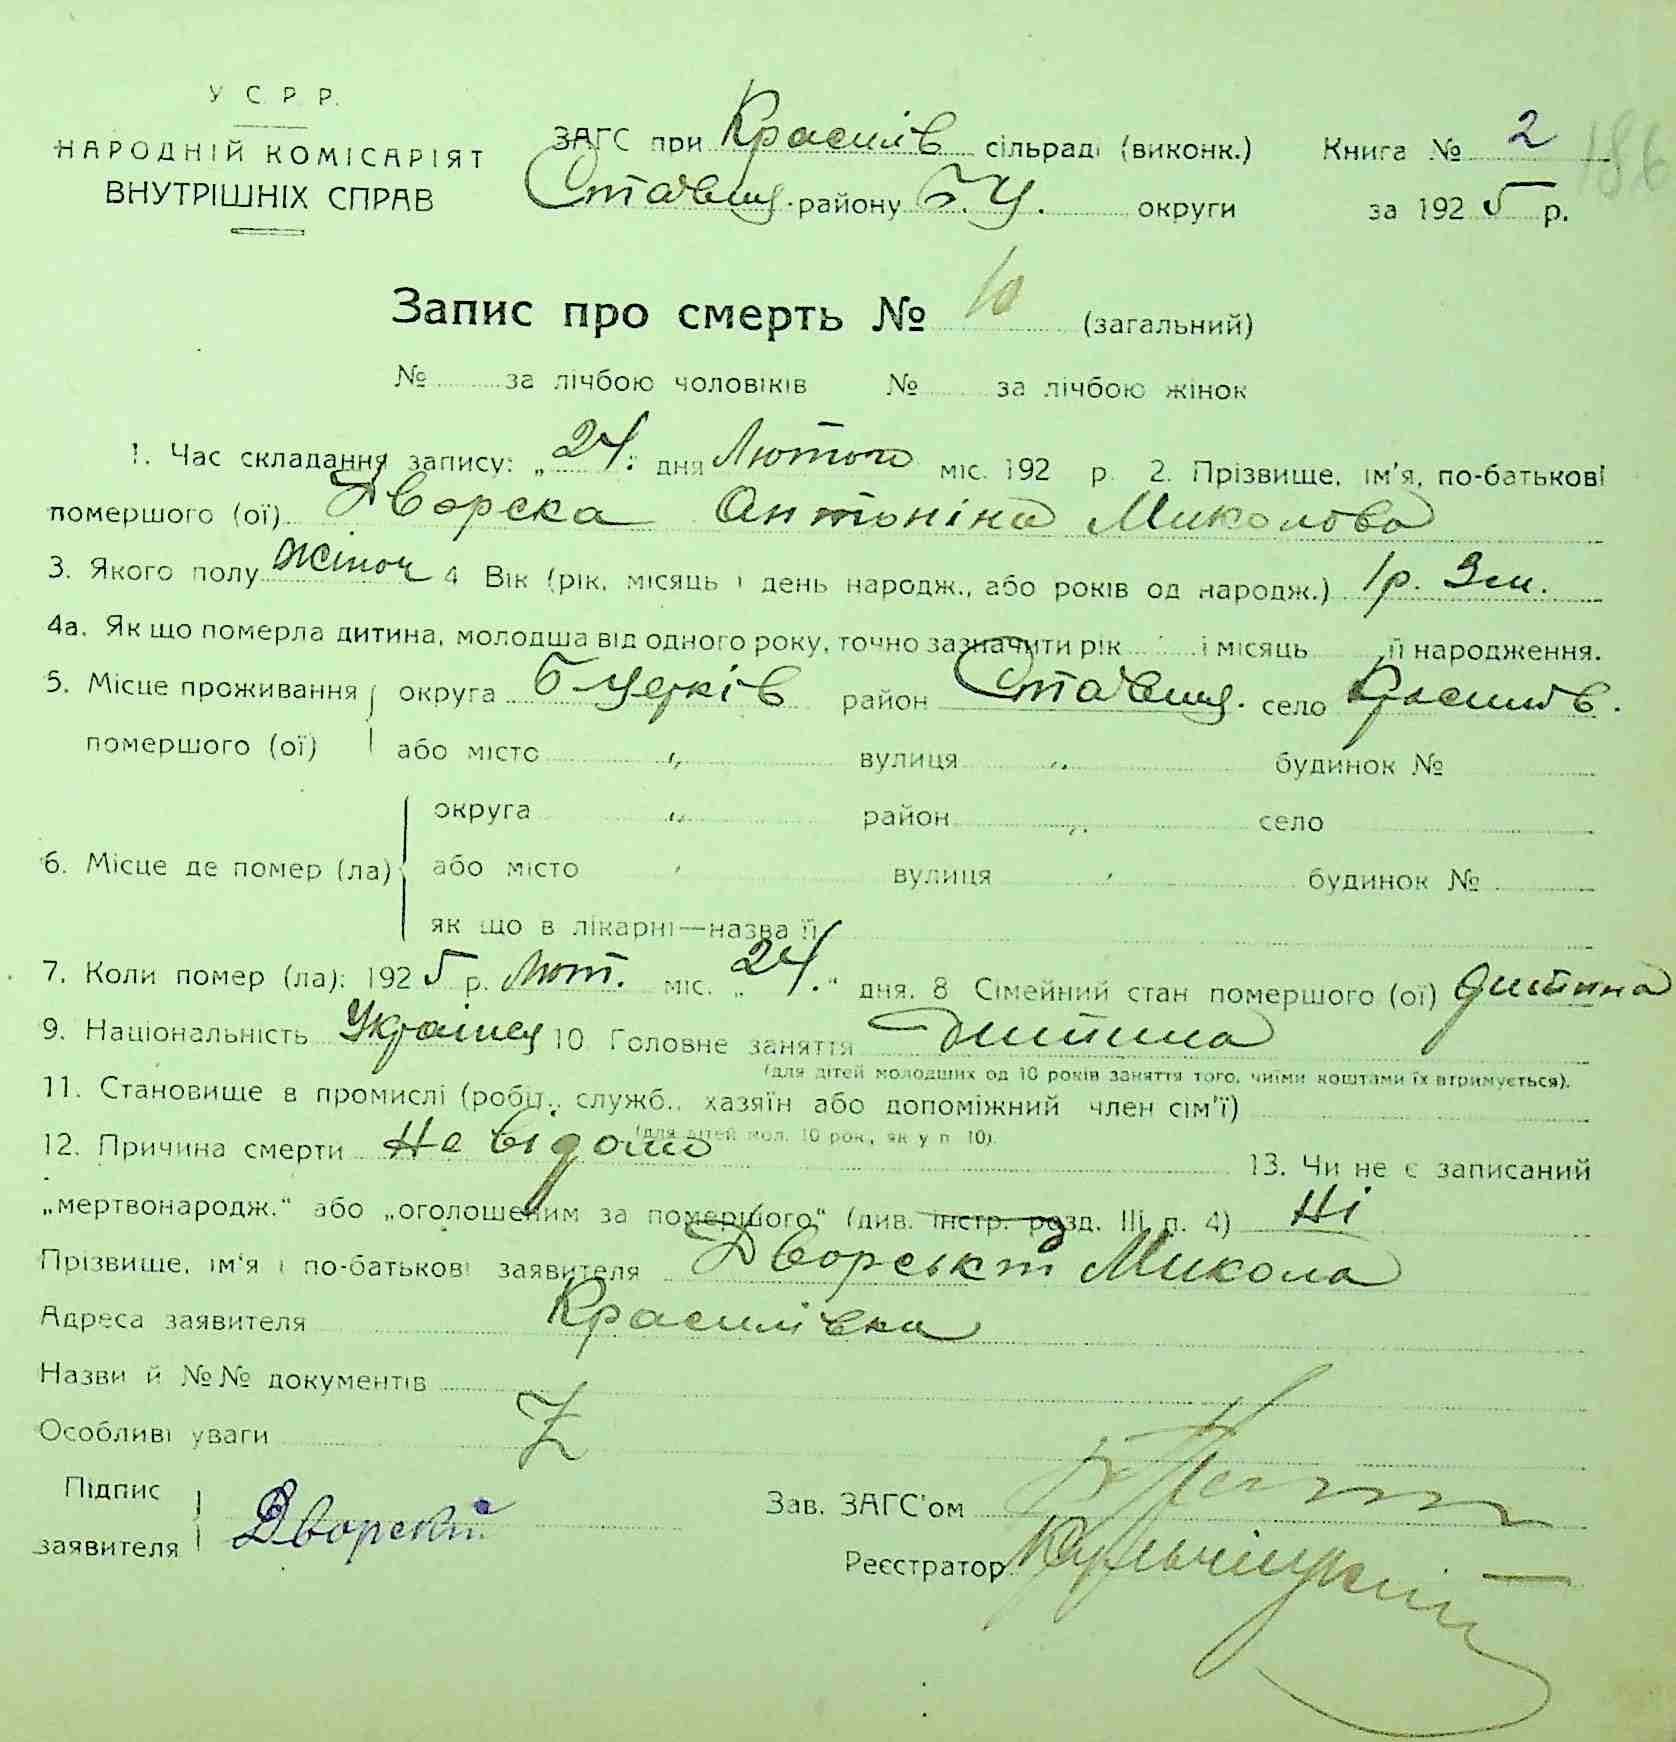 У С Р Р.
НАРОДНІЙ КОМІСАРІЯТ
ВНУТРІШНІХ СПРАВ
ЗАГС при Красилів сільраді (виконк.) Книга № 2 186
Ставищ. району Б.Ц. округи за 1925 р.
Запис про смерть № 10 (загальний)
№ за лічбою чоловіків № за лічбою жінок
1. Час складання запису: „24" дня Лютого міс. 192 р. 2. Прізвище, ім'я, по-батькові
помершого (ої) Дворска Антоніна Миколова
3. Якого полу жіноч 4 Вік (рік, місяць і день народж., або років од народж.) 1р. 3 м.
4а. Як що померла дитина, молодша від одного року, точно зазначити рік і місяць її народження.
5. Місце проживання округа Б-Церків район Ставищ. село Красилів.
помершого (ої) або місто „ вулиця „ будинок №
округа „ район „ село
6. Місце де помер (ла) або місто вулиця будинок №
як що в лікарні—назва її
7. Коли помер (ла): 1925 р. Лют. міс. „24." дня. 8 Сімейний стан помершого (ої) дитина
9. Національність Українц 10. Головне заняття Дитина
(для дітей молодших од 10 років заняття того, чиїми коштами їх втримується).
11. Становище в промислі (робіт., служб., хазяїн або допоміжний член сім'ї)
(для дітей мол. 10 рок., як у п 10).
12. Причина смерти Не відомо 13. Чи не є записаний
„мертвонародж." або „оголошеним за помершого" (див. інстр. розд. III п. 4) Ні
Прізвище, ім'я і по-батькові заявителя Дворський Микола
Адреса заявителя Красилівка
Назви й №№ документів
Особливі уваги Z
Підпис
заявителя Дворскій
Зав. ЗАГС'ом
Реєстратор Кульчіцкий